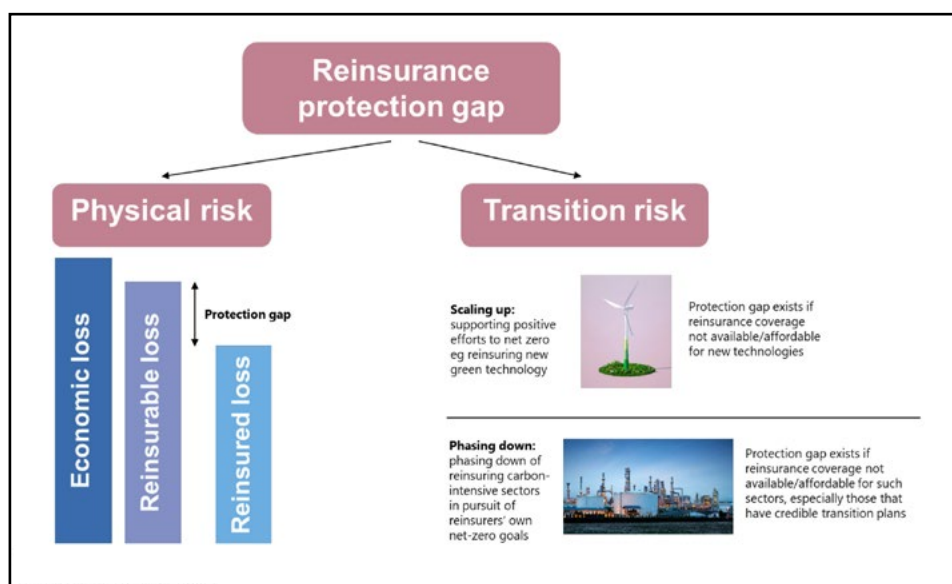 Reinsurance
protection gap
Physical risk
Transition risk
Economic loss
Reinsurable loss
Reinsured loss
Protection gap
Scaling up:
supporting positive
efforts to net zero
eg reinsuring new
green technology
Protection gap exists if
reinsurance coverage
not available/affordable
for new technologies
Phasing down:
phasing down of
reinsuring carbon-
intensive sectors
in pursuit of
reinsurers' own
net-zero goals
Protection gap exists if
reinsurance coverage not
available/affordable for such
sectors, especially those that
have credible transition plans